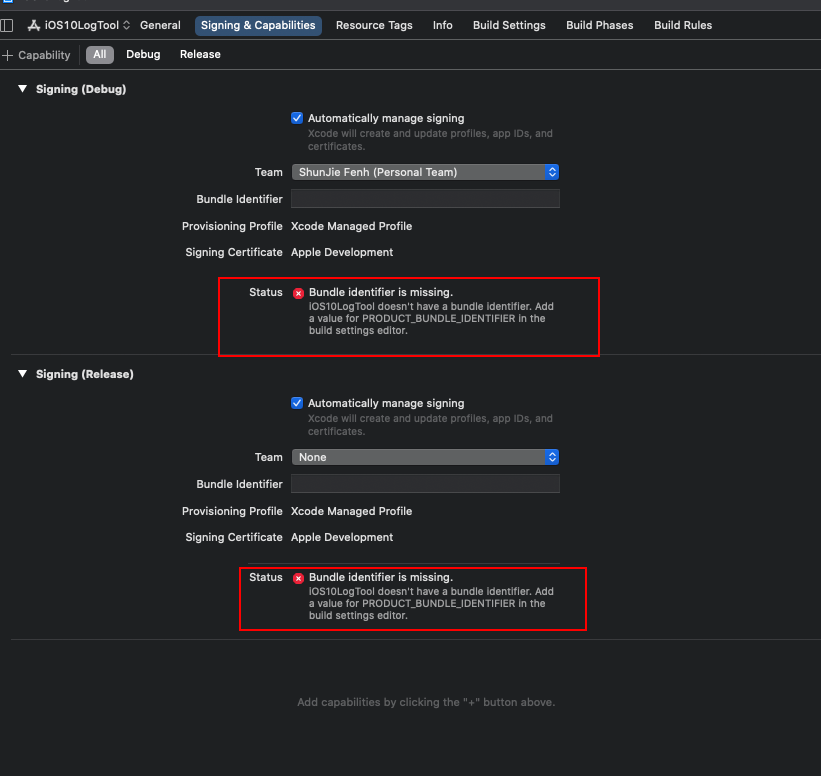 iOS10LogTool General Signing & Capabilities Resource Tags Info Build Settings Build Phases Build Rules
+ Capability All Debug Release
Signing (Debug)
Automatically manage signing
Xcode will create and update profiles, app IDs, and
certificates.
Team ShunJie Fenh (Personal Team)
Bundle Identifier
Provisioning Profile Xcode Managed Profile
Signing Certificate Apple Development
Status Bundle identifier is missing.
iOS10LogTool doesn't have a bundle identifier. Add
a value for PRODUCT_BUNDLE_IDENTIFIER in the
build settings editor.
Signing (Release)
Automatically manage signing
Xcode will create and update profiles, app IDs, and
certificates.
Team None
Bundle Identifier
Provisioning Profile Xcode Managed Profile
Signing Certificate Apple Development
Status Bundle identifier is missing.
iOS10LogTool doesn't have a bundle identifier. Add
a value for PRODUCT_BUNDLE_IDENTIFIER in the
build settings editor.
Add capabilities by clicking the "+" button above.